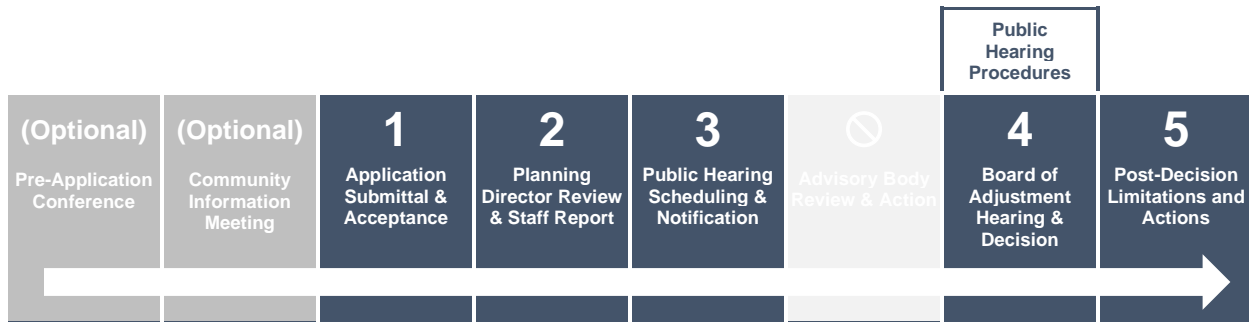 Public
Hearing
Procedures
(Optional)
Pre-Application
Conference
(Optional)
Community
Information
Meeting
1
Application
Submittal &
Acceptance
2
Planning
Director Review
& Staff Report
3
Public Hearing
Scheduling &
Notification
Advisory Body
Review & Action
4
Board of
Adjustment
Hearing &
Decision
5
Post-Decision
Limitations and
Actions